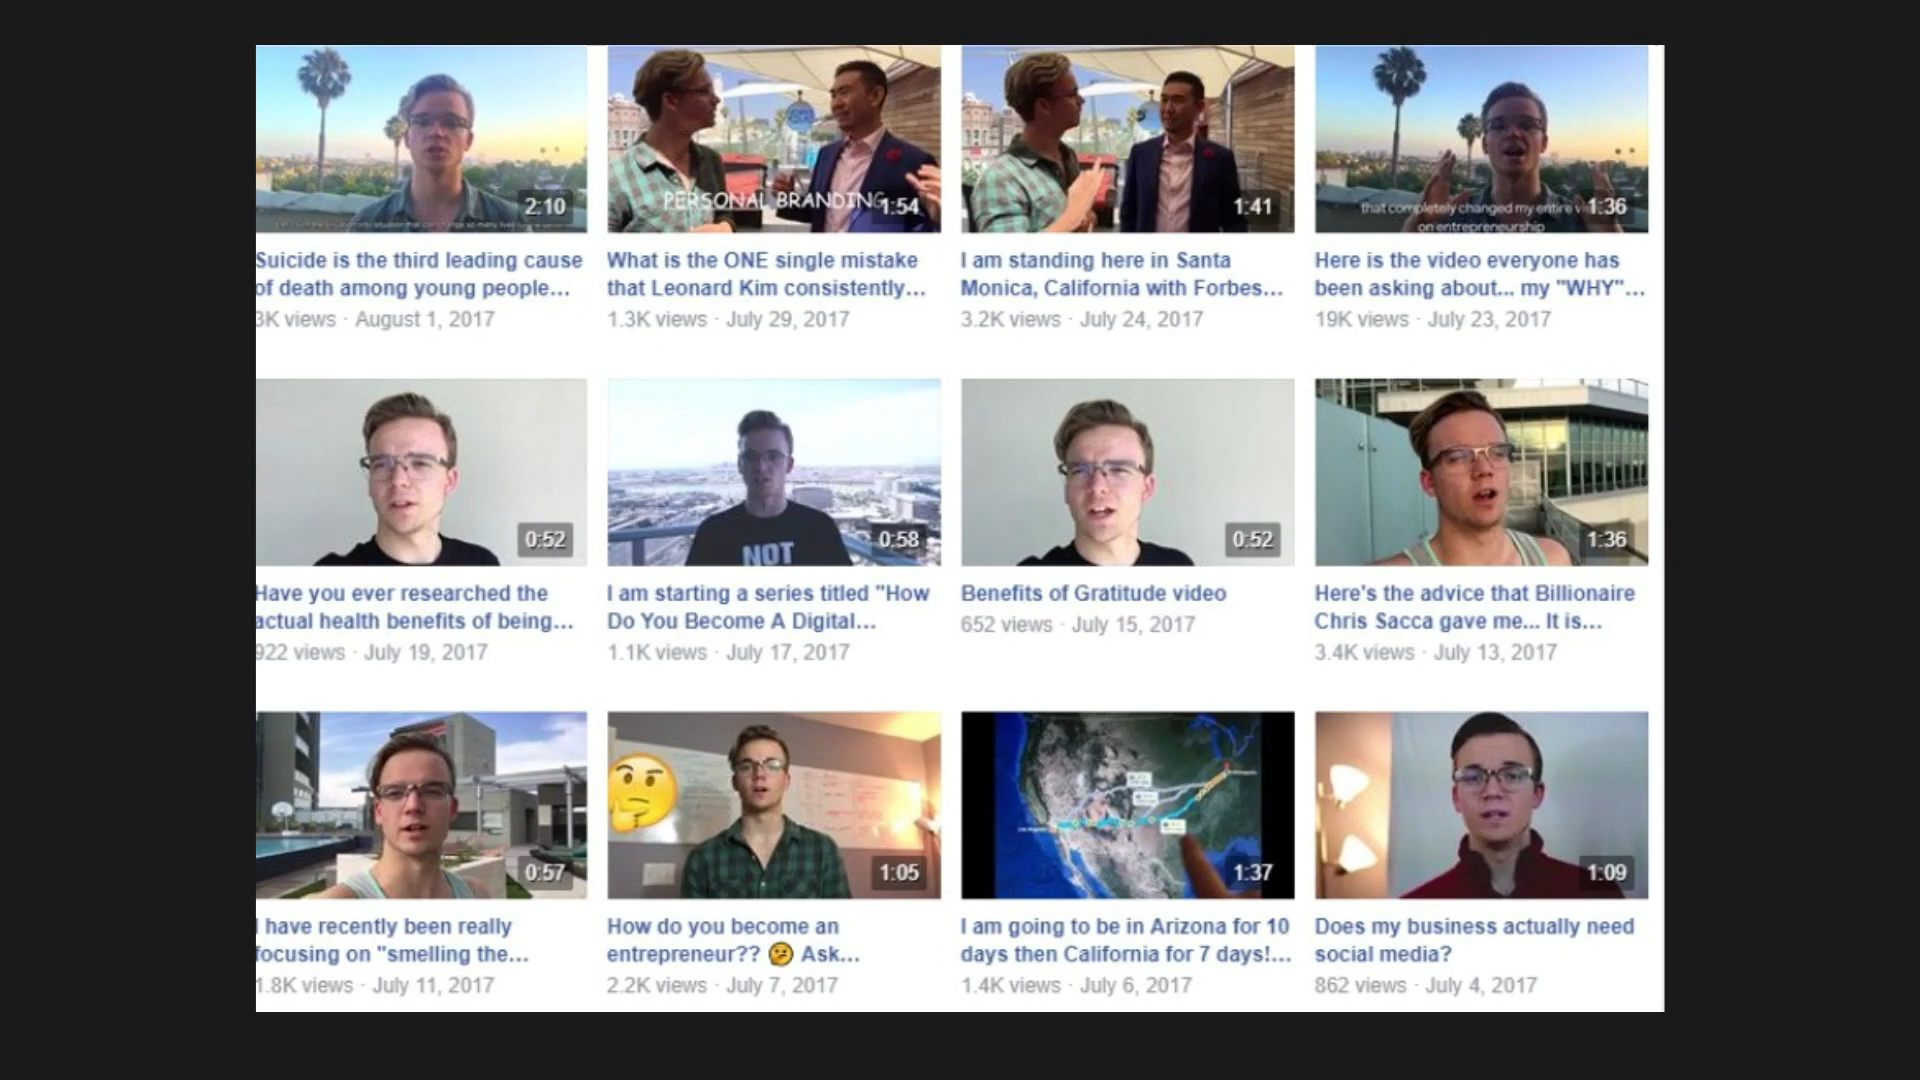 2:10
PERSONAL BRANDING
1:54
1:41
that completely changed my entire
1:36
on entrepreneurship
Suicide is the third leading cause
of death among young people...
3K views · August 1, 2017
What is the ONE single mistake
that Leonard Kim consistently...
1.3K views · July 29, 2017
I am standing here in Santa
Monica, California with Forbes...
3.2K views · July 24, 2017
Here is the video everyone has
been asking about... my "WHY"...
19K views · July 23, 2017
0:52
NOT
0:58
0:52
1:36
Have you ever researched the
actual health benefits of being...
922 views · July 19, 2017
I am starting a series titled "How
Do You Become A Digital...
1.1K views · July 17, 2017
Benefits of Gratitude video
652 views · July 15, 2017
Here's the advice that Billionaire
Chris Sacca gave me... It is...
3.4K views · July 13, 2017
0:57
1:05
1:37
1:09
I have recently been really
focusing on "smelling the...
1.8K views · July 11, 2017
How do you become an
entrepreneur?? 🤔 Ask...
2.2K views · July 7, 2017
I am going to be in Arizona for 10
days then California for 7 days!...
1.4K views · July 6, 2017
Does my business actually need
social media?
862 views · July 4, 2017